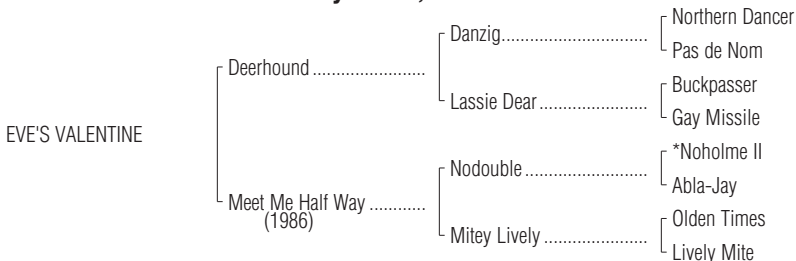 Northern Dancer
Danzig..................................
Pas de Nom
Deerhound .......................
Buckpasser
Lassie Dear.........................
Gay Missile
EVE'S VALENTINE
*Noholme II
Nodouble ............................
Abla-Jay
Meet Me Half Way ............
(1986)
Olden Times
Mitey Lively ........................
Lively Mite